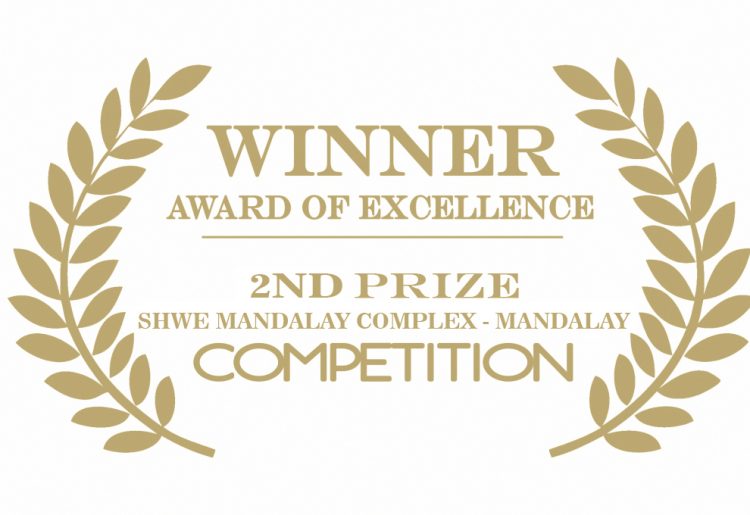 WINNER
AWARD OF EXCELLENCE
2ND PRIZE
SHWE MANDALAY COMPLEX - MANDALAY
COMPETITION